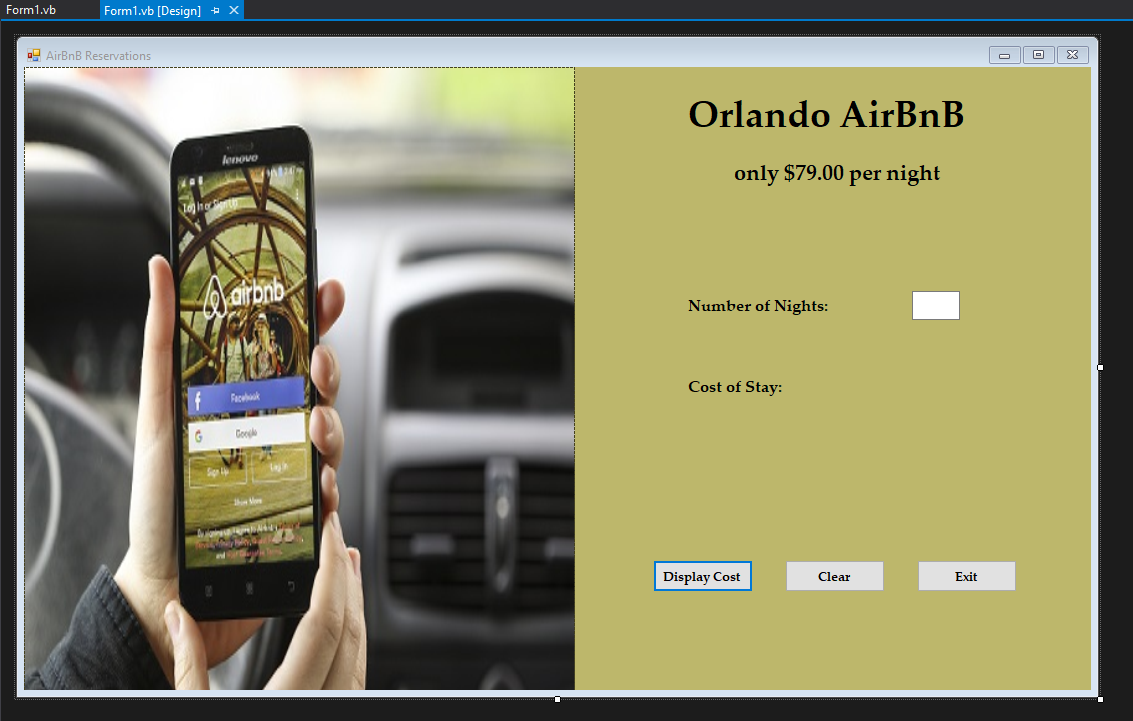 Form1.vb
Form1.vb [Design]
AirBnB Reservations
lenovo
Log In or Sign Up
airbnb
Facebook
Google
Sign Up
Log In
Show More
Orlando AirBnB
only $79.00 per night
Number of Nights:
Cost of Stay:
Display Cost
Clear
Exit